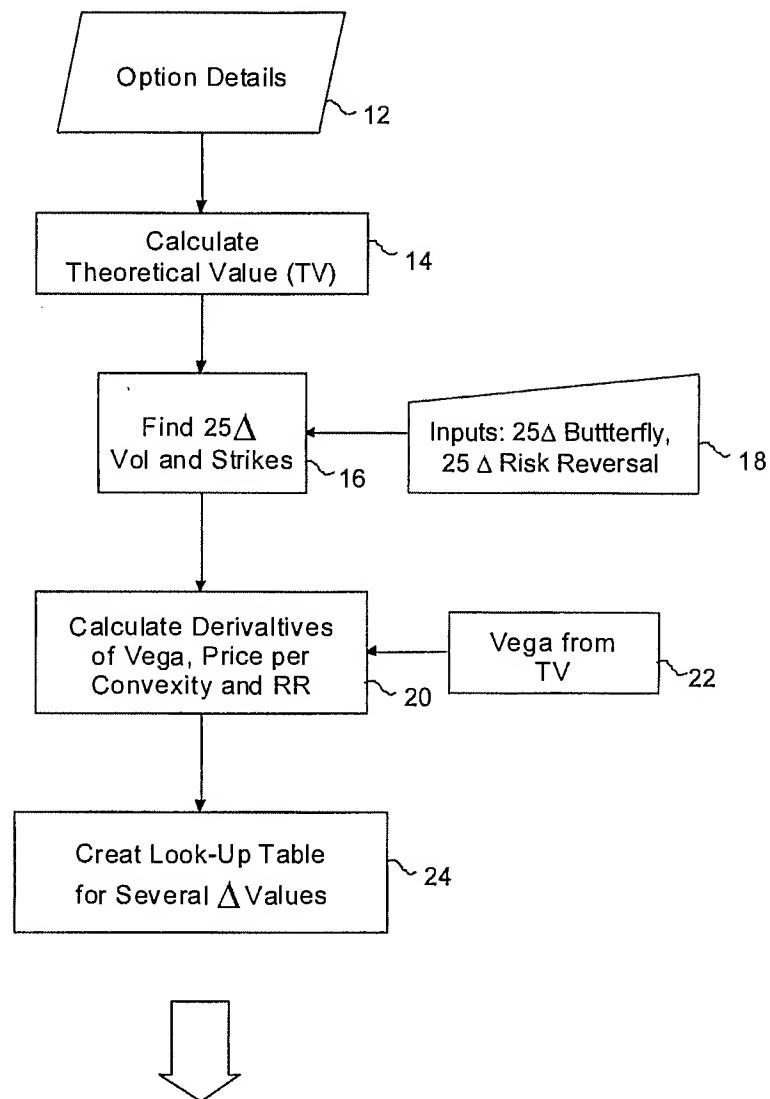 Option Details
12
Calculate
Theoretical Value (TV)
14
Find 25Δ
Vol and Strikes
16
Inputs: 25Δ Buttterfly,
25 Δ Risk Reversal
18
Calculate Derivaltives
of Vega, Price per
Convexity and RR
20
Vega from
TV
22
Creat Look-Up Table
for Several Δ Values
24